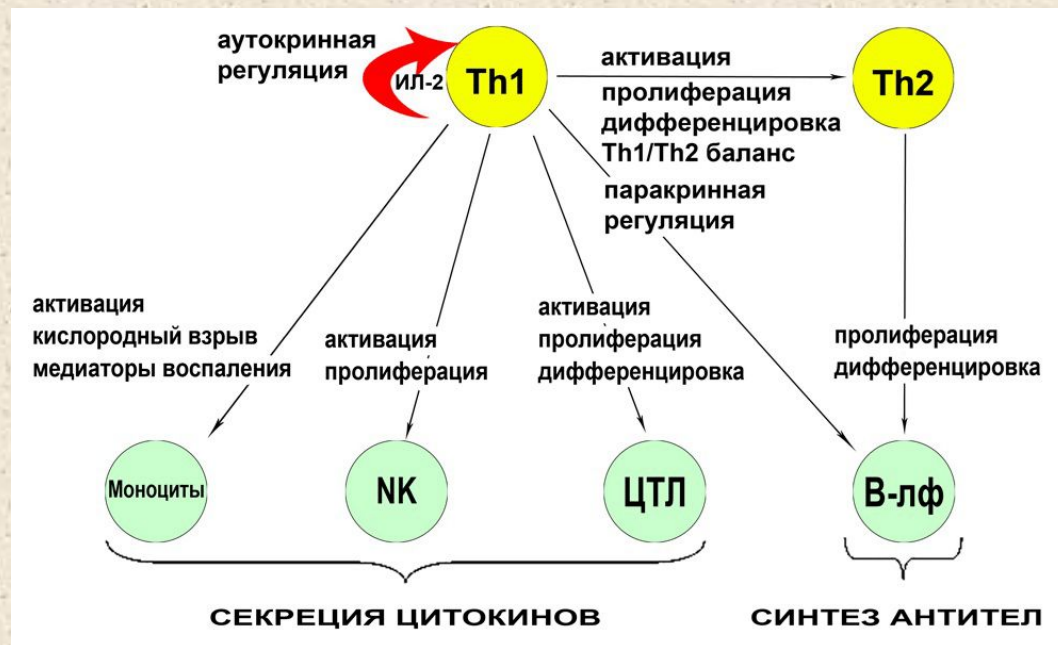 аутокринная
регуляция
ИЛ-2
Th1
активация
пролиферация
дифференцировка
Th1/Th2 баланс
Th2
паракринная
регуляция
активация
кислородный взрыв
медиаторы воспаления
активация
пролиферация
активация
пролиферация
дифференцировка
пролиферация
дифференцировка
Моноциты
NK
ЦТЛ
В-лф
СЕКРЕЦИЯ ЦИТОКИНОВ
СИНТЕЗ АНТИТЕЛ